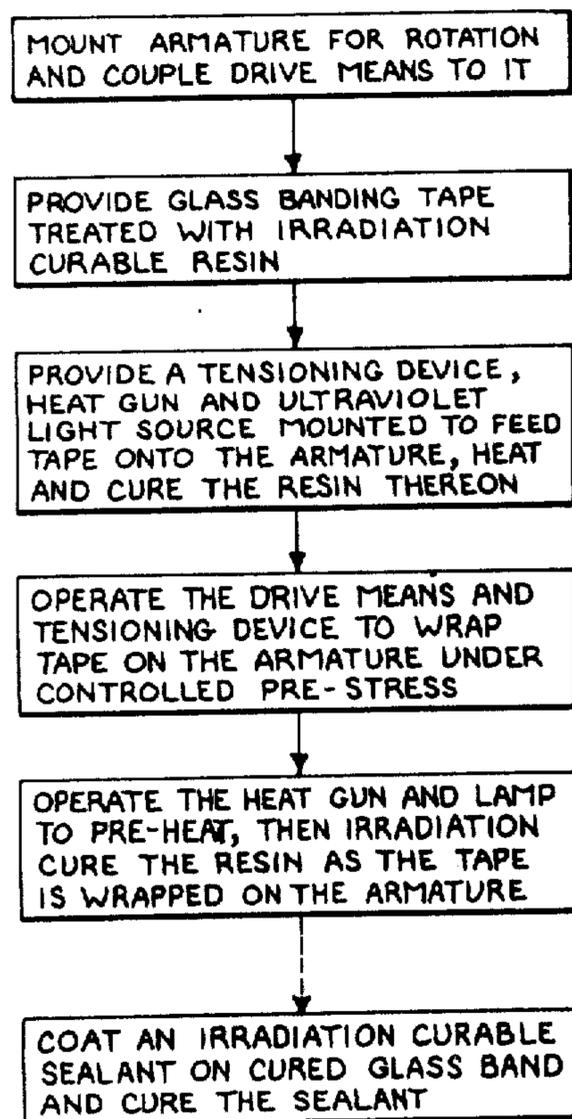 MOUNT ARMATURE FOR ROTATION
AND COUPLE DRIVE MEANS TO IT
PROVIDE GLASS BANDING TAPE
TREATED WITH IRRADIATION
CURABLE RESIN
PROVIDE A TENSIONING DEVICE,
HEAT GUN AND ULTRAVIOLET
LIGHT SOURCE MOUNTED TO FEED
TAPE ONTO THE ARMATURE, HEAT
AND CURE THE RESIN THEREON
OPERATE THE DRIVE MEANS AND
TENSIONING DEVICE TO WRAP
TAPE ON THE ARMATURE UNDER
CONTROLLED PRE-STRESS
OPERATE THE HEAT GUN AND LAMP
TO PRE-HEAT, THEN IRRADIATION
CURE THE RESIN AS THE TAPE
IS WRAPPED ON THE ARMATURE
COAT AN IRRADIATION CURABLE
SEALANT ON CURED GLASS BAND
AND CURE THE SEALANT